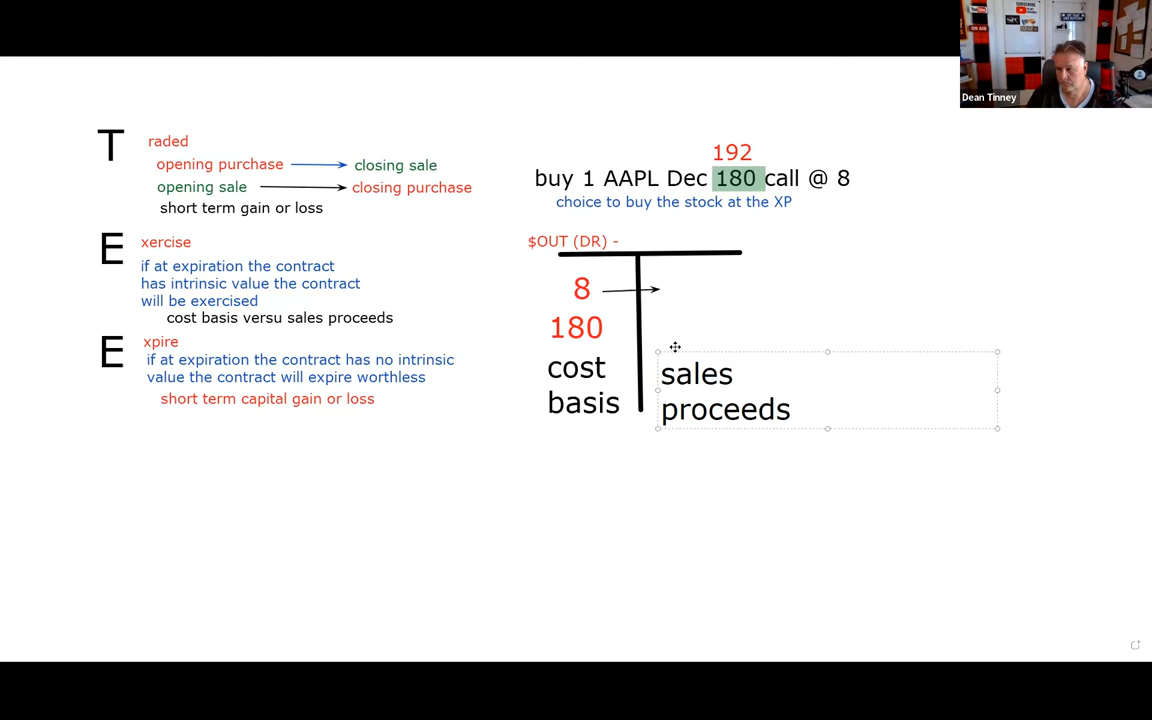 Dean Tinney
T raded
opening purchase closing sale
opening sale closing purchase
short term gain or loss
E xercise
if at expiration the contract
has intrinsic value the contract
will be exercised
cost basis versu sales proceeds
E xpire
if at expiration the contract has no intrinsic
value the contract will expire worthless
short term capital gain or loss
192
buy 1 AAPL Dec 180 call @ 8
choice to buy the stock at the XP
$OUT (DR) -
8
180
cost
basis
sales
proceeds